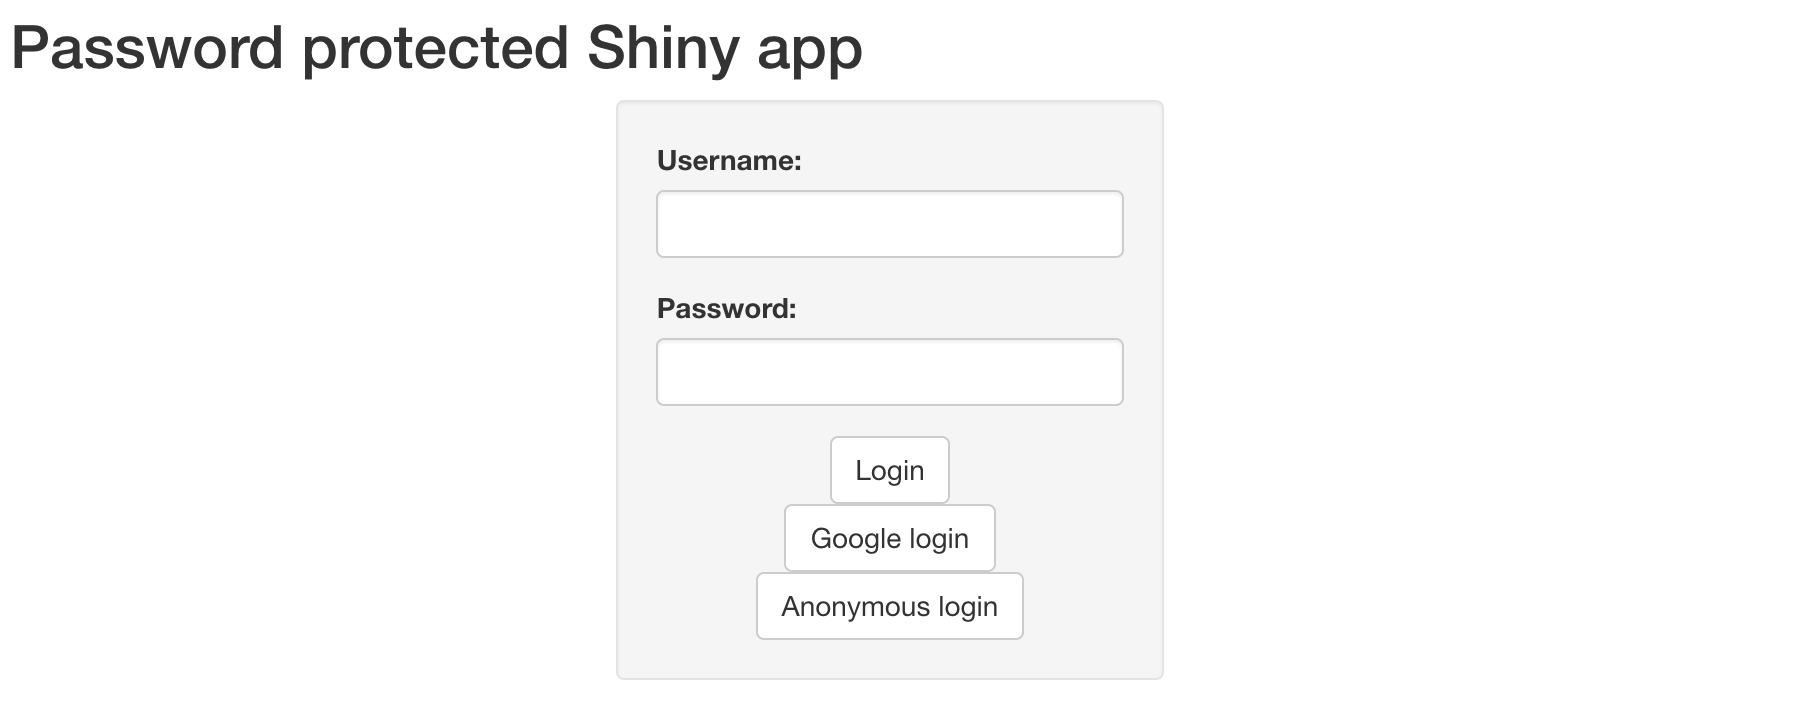 Password protected Shiny app
Username:
Password:
Login
Google login
Anonymous login